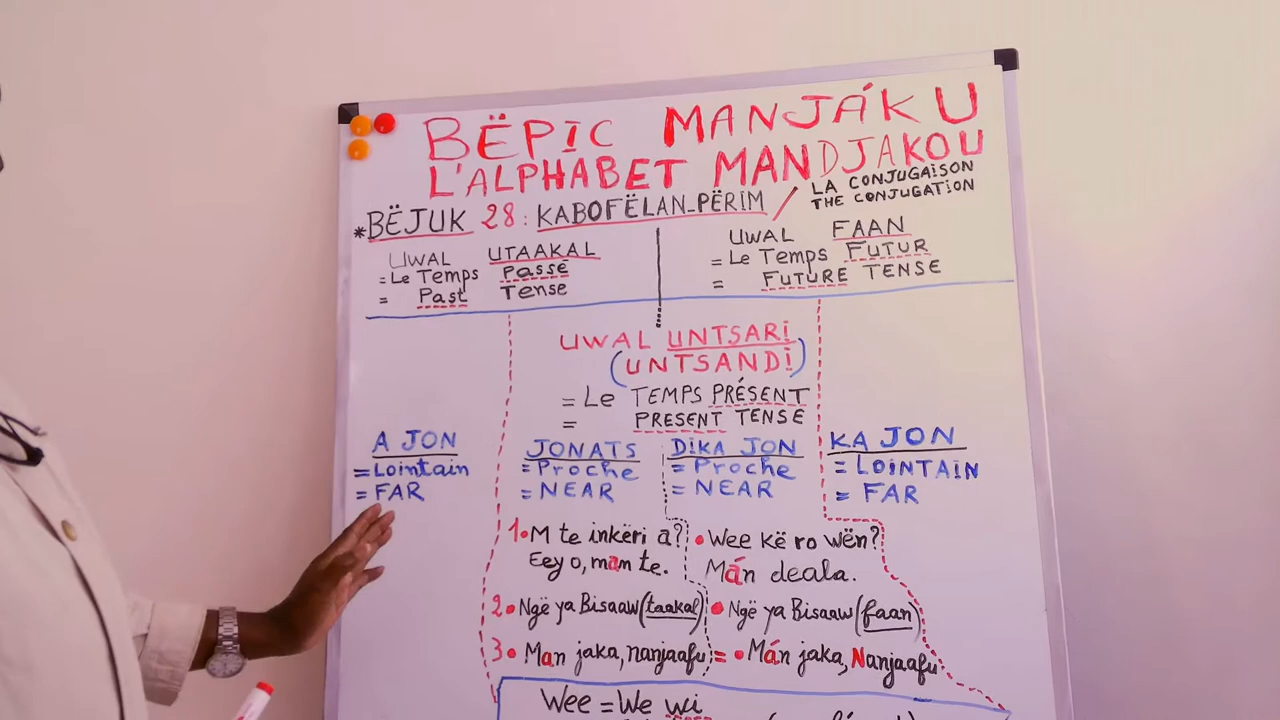 BËPIC MANJÁKU
L'ALPHABET MANDJAKOU
*BËJUK 28: KABOFËLAN-PËRIM / LA CONJUGAISON
THE CONJUGATION
UWAL UTAAKAL
= Le Temps Passé
= Past Tense
UWAL FAAN
= Le Temps FUTUR
= FUTURE TENSE
UWAL UNTSARI
(UNTSANDI)
= Le TEMPS PRÉSENT
= PRESENT TENSE
A JON
= Lointain
= FAR
JONATS
= Proche
= NEAR
DIKA JON
= Proche
= NEAR
KA JON
= LOINTAIN
= FAR
1• M te inkëri a? • Wee kë ro wën?
Eey o, man te. Mán deala.
2• Ngë ya Bisaaw (taakal) • Ngë ya Bisaaw (faan)
3• Man jaka, nanjaafu = • Mán jaka, Nanjaafu
Wee = We wi